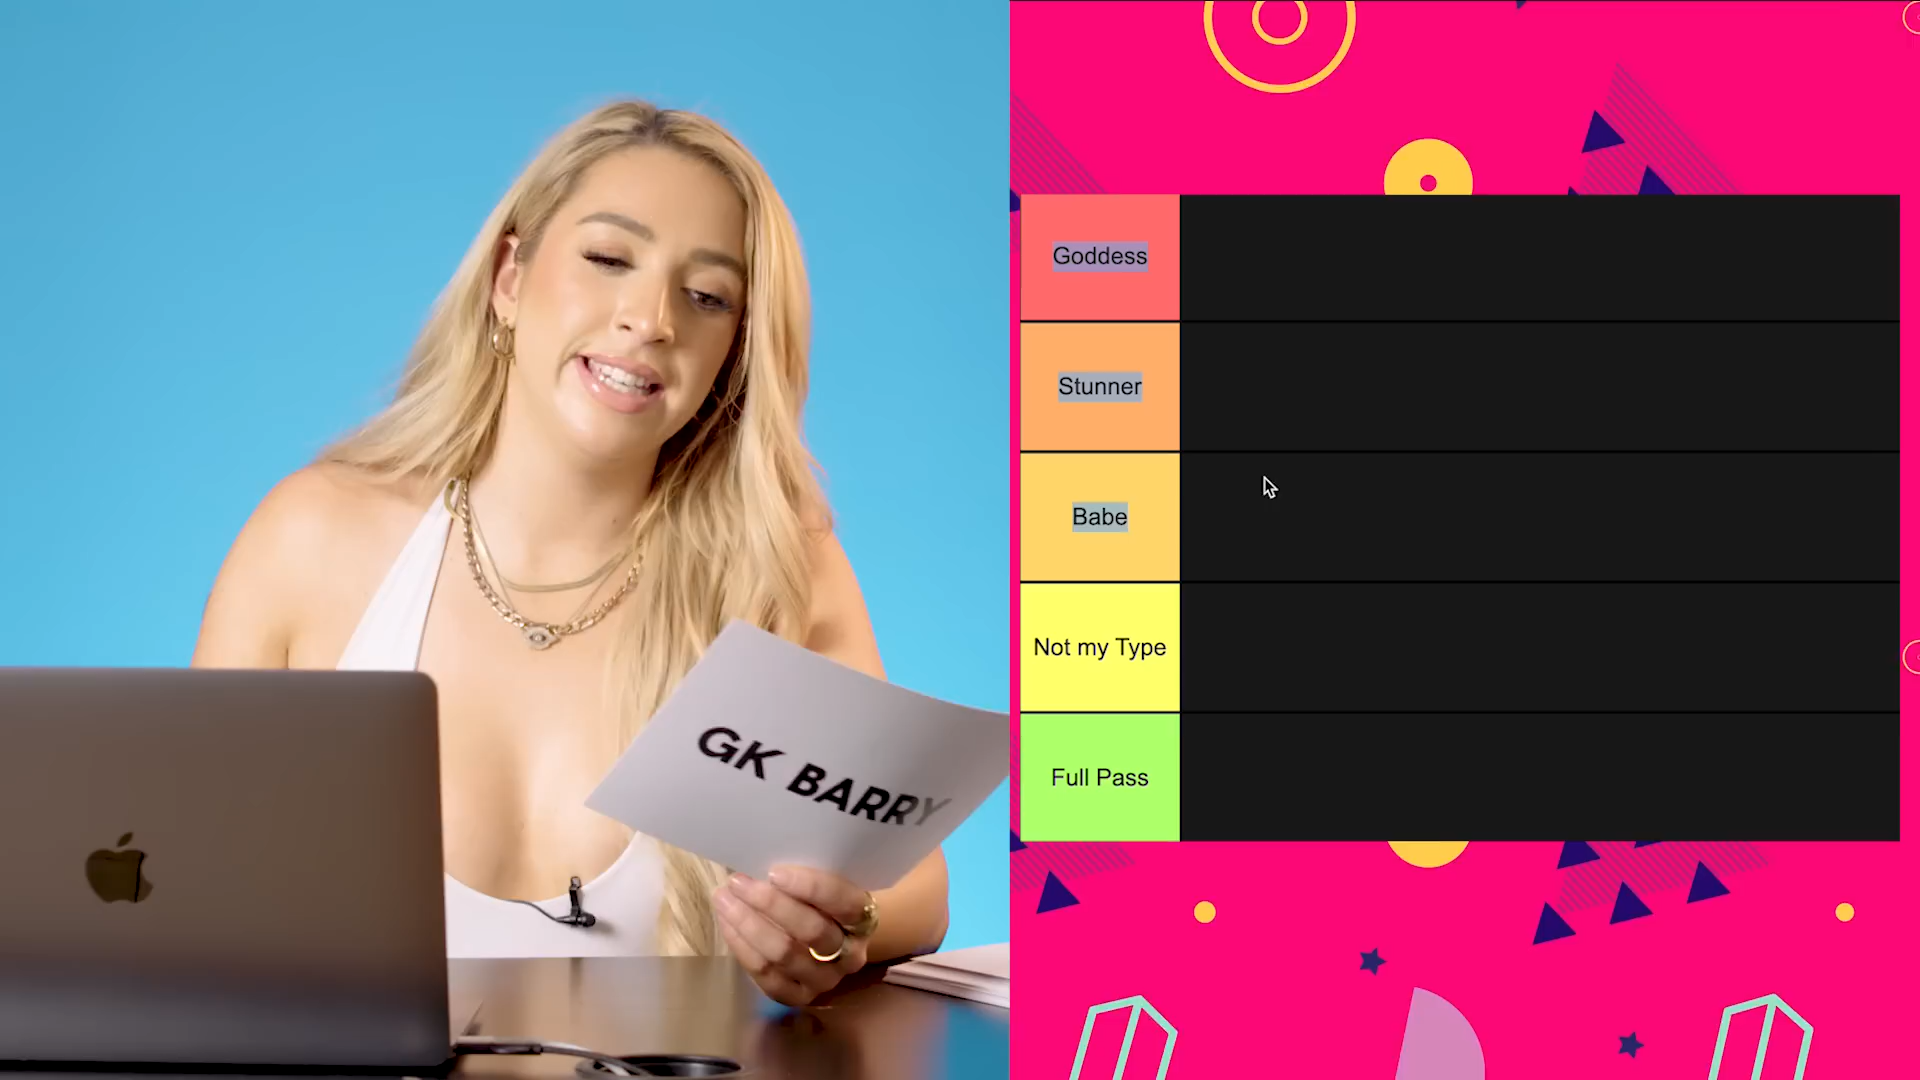 GK BARRY
Goddess
Stunner
Babe
Not my Type
Full Pass